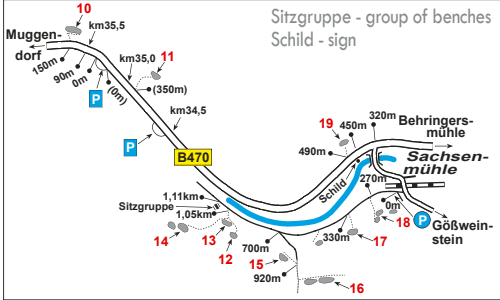 Sitzgruppe - group of benches
Schild - sign
10
km35,5
Muggen-
dorf
150m
90m
0m
(0m)
P
km35,0
11
(350m)
km34,5
P
B470
19
450m
320m
490m
Behringers-
mühle
Sachsen-
mühle
Schild
270m
0m
18
P
Gößwein-
stein
1,11km
Sitzgruppe
1,05km
14
13
12
700m
330m
17
15
920m
16